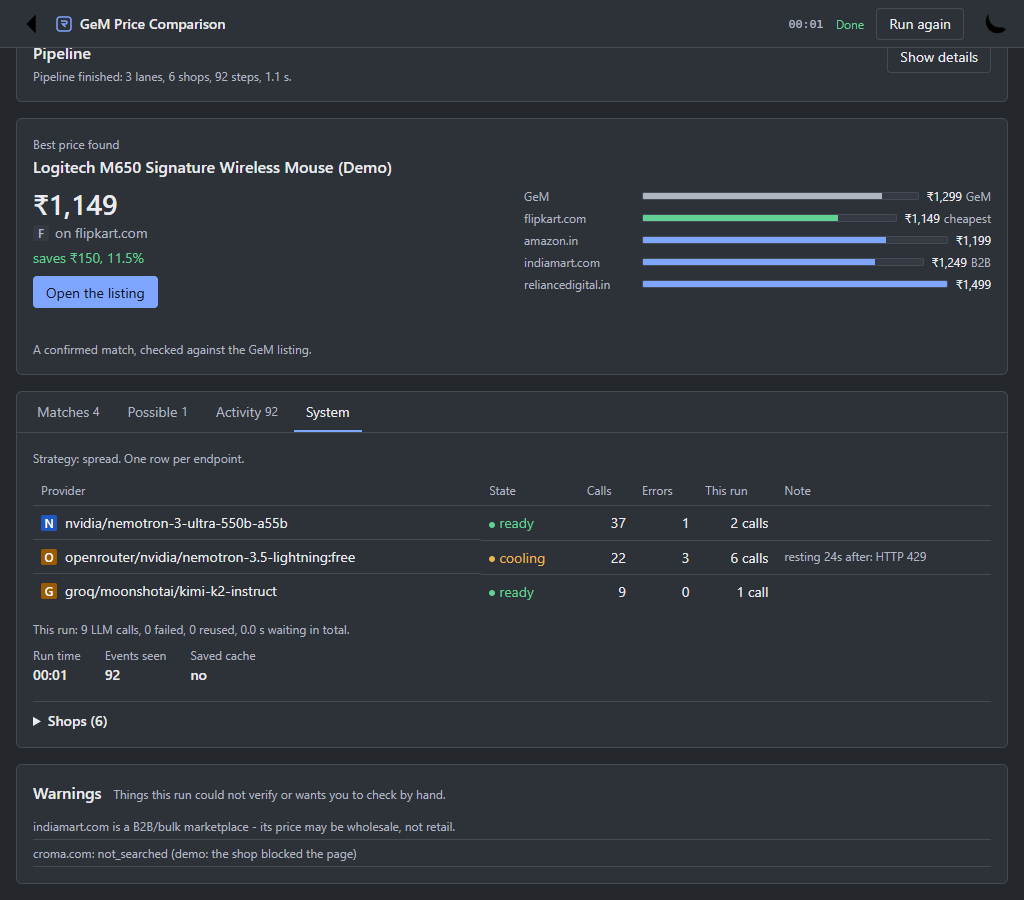 GeM Price Comparison
00:01 Done Run again
Pipeline
Pipeline finished: 3 lanes, 6 shops, 92 steps, 1.1 s.
Show details
Best price found
Logitech M650 Signature Wireless Mouse (Demo)
₹1,149
F on flipkart.com
saves ₹150, 11.5%
Open the listing
GeM ₹1,299 GeM
flipkart.com ₹1,149 cheapest
amazon.in ₹1,199
indiamart.com ₹1,249 B2B
reliancedigital.in ₹1,499
A confirmed match, checked against the GeM listing.
Matches 4 Possible 1 Activity 92 System
Strategy: spread. One row per endpoint.
Provider State Calls Errors This run Note
N nvidia/nemotron-3-ultra-550b-a55b ready 37 1 2 calls
O openrouter/nvidia/nemotron-3.5-lightning:free cooling 22 3 6 calls resting 24s after: HTTP 429
G groq/moonshotai/kimi-k2-instruct ready 9 0 1 call
This run: 9 LLM calls, 0 failed, 0 reused, 0.0 s waiting in total.
Run time Events seen Saved cache
00:01 92 no
Shops (6)
Warnings Things this run could not verify or wants you to check by hand.
indiamart.com is a B2B/bulk marketplace - its price may be wholesale, not retail.
croma.com: not_searched (demo: the shop blocked the page)